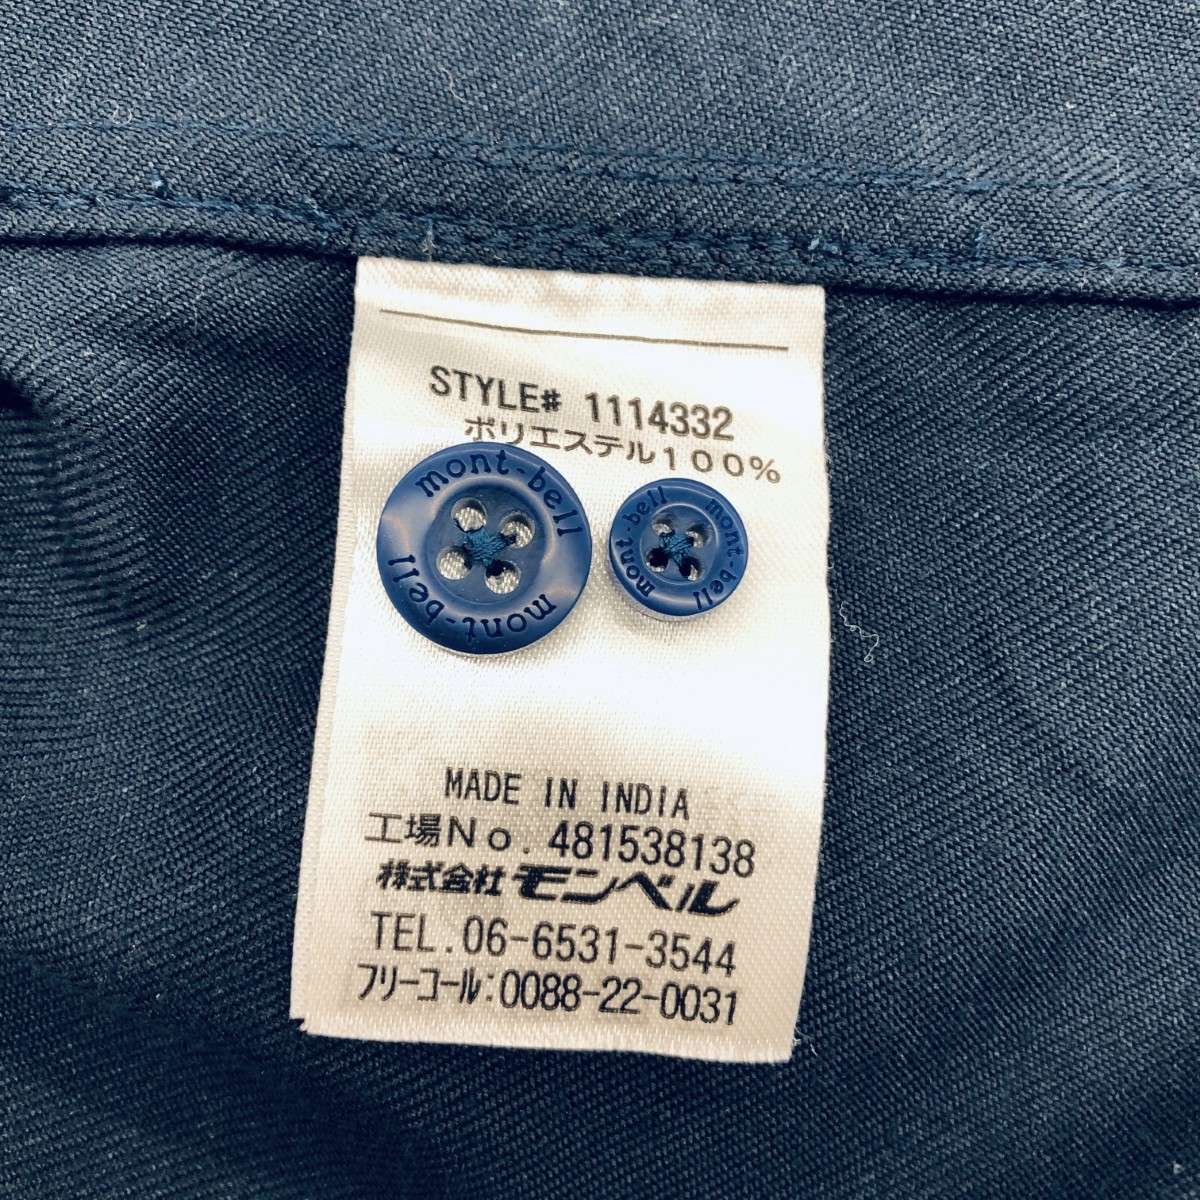 STYLE# 1114332
ポリエステル100%
mont-bell
mont-bell
mont-bell
mont-bell
MADE IN INDIA
工場No. 481538138
株式会社モンベル
TEL. 06-6531-3544
フリーコール:0088-22-0031